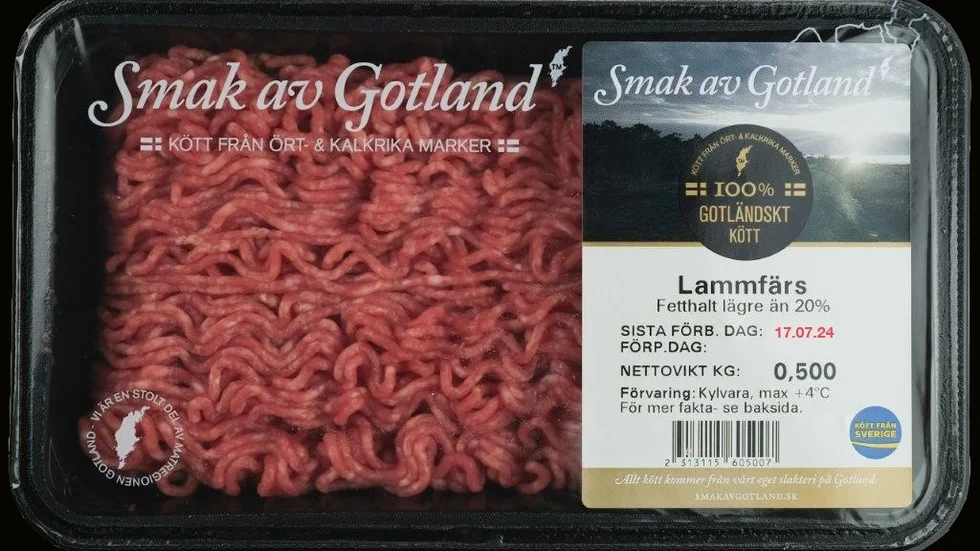 Smak av Gotland™
KÖTT FRÅN ÖRT- & KALKRIKA MARKER
VI ÄR EN STOLT DEL AV MATREGIONEN GOTLAND -
Smak av Gotland
KÖTT FRÅN ÖRT- & KALKRIKA MARKER
100%
GOTLÄNDSKT
KÖTT
Lammfärs
Fetthalt lägre än 20%
SISTA FÖRB. DAG: 17.07.24
FÖRP.DAG:
NETTOVIKT KG: 0,500
Förvaring: Kylvara, max +4°C
För mer fakta- se baksida.
2 313115 605007
KÖTT FRÅN
SVERIGE
Allt kött kommer från vårt eget slakteri på Gotland.
SMAKAVGOTLAND.SE